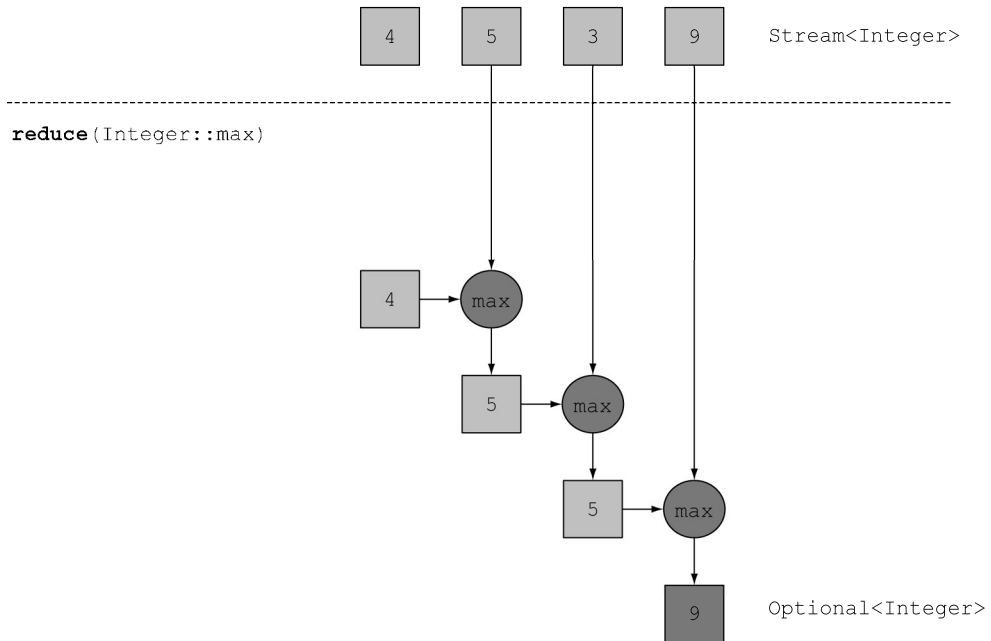 4 5 3 9 Stream<Integer>
reduce(Integer::max)
4 max
5 max
5 max
9 Optional<Integer>